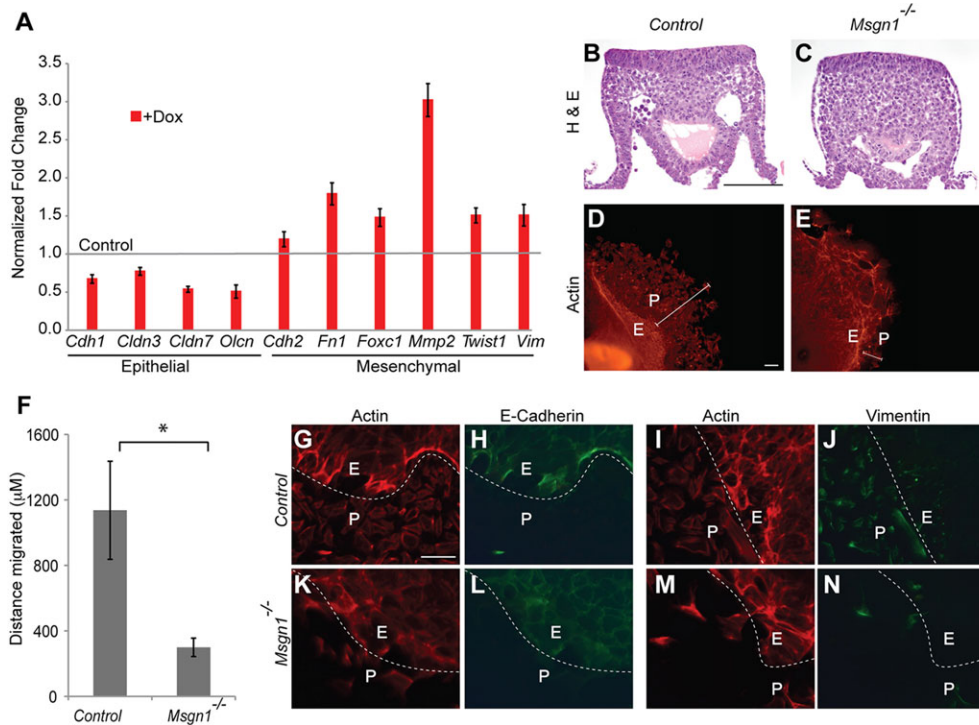 A
Normalized Fold Change
3.5
3.0
2.5
2.0
1.5
1.0
0.5
0.0
+Dox
Control
Cdh1 Cldn3 Cldn7 Olcn Cdh2 Fn1 Foxc1 Mmp2 Twist1 Vim
Epithelial Mesenchymal
Control Msgn1-/-
H & E
B C
Actin
D E
P
E
E P
F
Distance migrated (µM)
1600
1200
800
400
0
*
Control Msgn1-/-
Actin E-Cadherin Actin Vimentin
Control
G H I J
E E
P P
P E P E
Msgn1-/-
K L M N
E E E E
P P P P